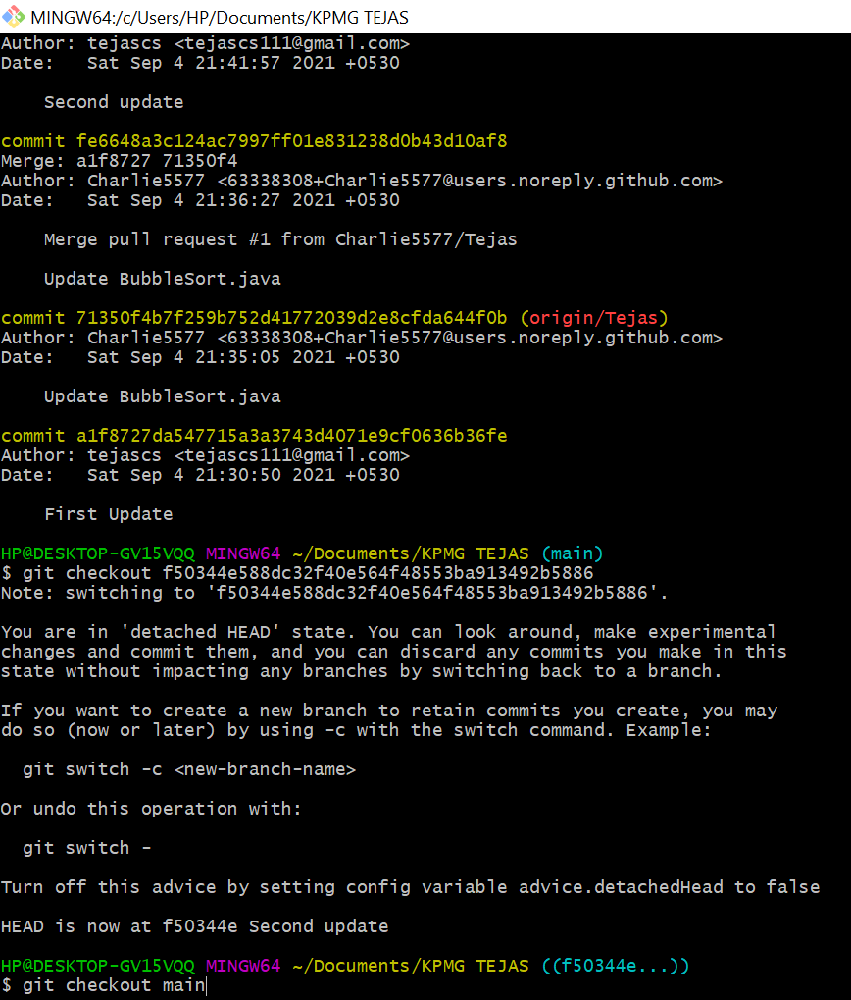 MINGW64:/c/Users/HP/Documents/KPMG TEJAS
Author: tejascs <tejascs111@gmail.com>
Date:   Sat Sep 4 21:41:57 2021 +0530
    Second update
commit fe6648a3c124ac7997ff01e831238d0b43d10af8
Merge: a1f8727 71350f4
Author: Charlie5577 <63338308+Charlie5577@users.noreply.github.com>
Date:   Sat Sep 4 21:36:27 2021 +0530
    Merge pull request #1 from Charlie5577/Tejas
    Update BubbleSort.java
commit 71350f4b7f259b752d41772039d2e8cfda644f0b (origin/Tejas)
Author: Charlie5577 <63338308+Charlie5577@users.noreply.github.com>
Date:   Sat Sep 4 21:35:05 2021 +0530
    Update BubbleSort.java
commit a1f8727da547715a3a3743d4071e9cf0636b36fe
Author: tejascs <tejascs111@gmail.com>
Date:   Sat Sep 4 21:30:50 2021 +0530
    First Update
HP@DESKTOP-GV15VQQ MINGW64 ~/Documents/KPMG TEJAS (main)
$ git checkout f50344e588dc32f40e564f48553ba913492b5886
Note: switching to 'f50344e588dc32f40e564f48553ba913492b5886'.
You are in 'detached HEAD' state. You can look around, make experimental
changes and commit them, and you can discard any commits you make in this
state without impacting any branches by switching back to a branch.
If you want to create a new branch to retain commits you create, you may
do so (now or later) by using -c with the switch command. Example:
  git switch -c <new-branch-name>
Or undo this operation with:
  git switch -
Turn off this advice by setting config variable advice.detachedHead to false
HEAD is now at f50344e Second update
HP@DESKTOP-GV15VQQ MINGW64 ~/Documents/KPMG TEJAS ((f50344e...))
$ git checkout main